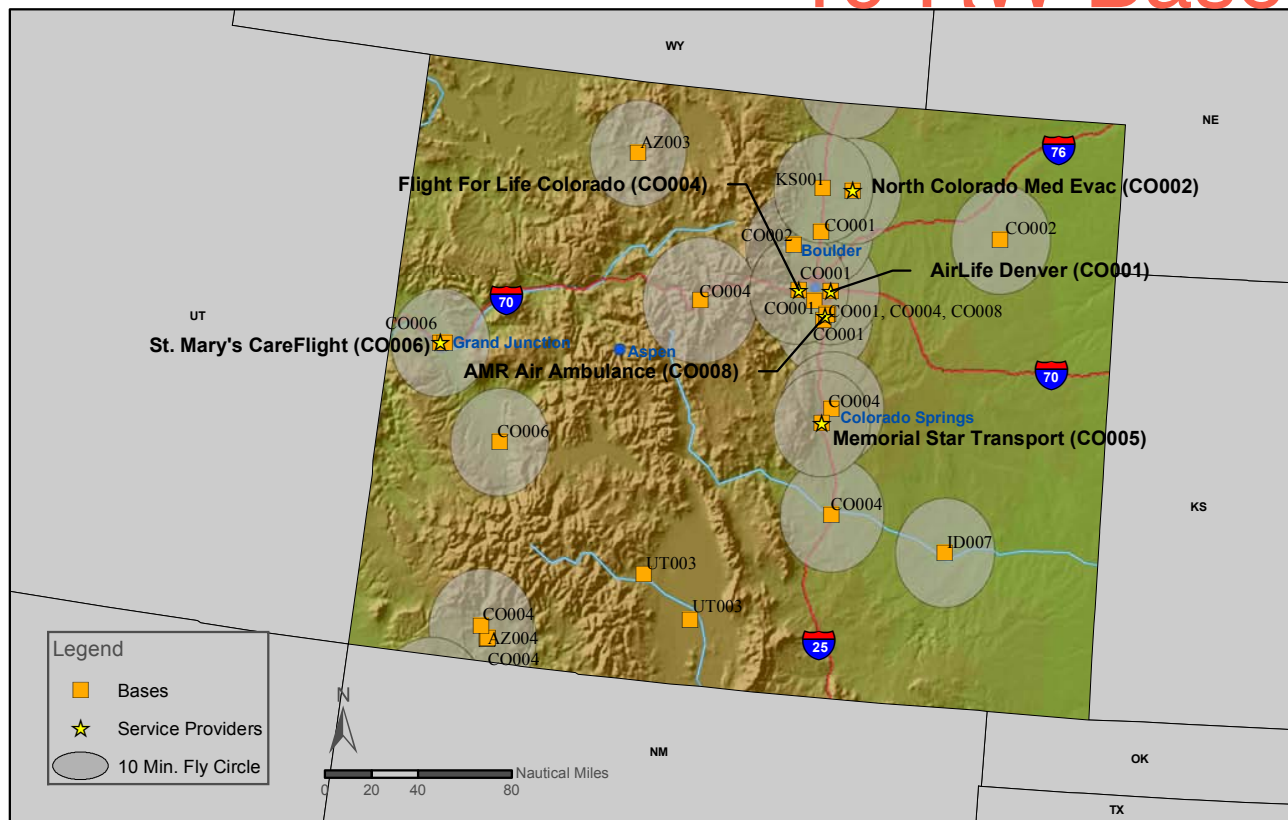 WY
NE
76
AZ003
Flight For Life Colorado (CO004)
KS001
North Colorado Med Evac (CO002)
CO001
CO002
CO002
Boulder
AirLife Denver (CO001)
CO001
70
CO004
CO001
CO001, CO004, CO008
UT
CO006
CO001
St. Mary's CareFlight (CO006)
Grand Junction
Aspen
AMR Air Ambulance (CO008)
70
CO004
Colorado Springs
CO006
Memorial Star Transport (CO005)
CO004
KS
ID007
UT003
UT003
CO004
AZ004
CO004
25
Legend
Bases
Service Providers
10 Min. Fly Circle
N
Nautical Miles
0 20 40 80
NM
OK
TX